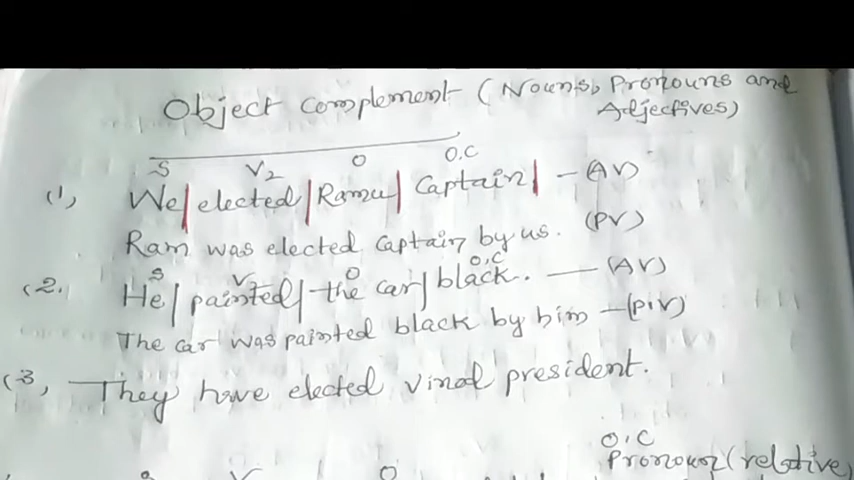 Object Complement (Nouns, Pronouns and
Adjectives)
S V2 O O.C
(1) We | elected | Ramu | Captain | - (AV)
Ram was elected captain by us. (PV)
S V O O.C
(2. He | painted | the car | black. — (AV)
The car was painted black by him - (P.V)
(3, They have elected vinod president.
O.C
V O Pronoun (relative)